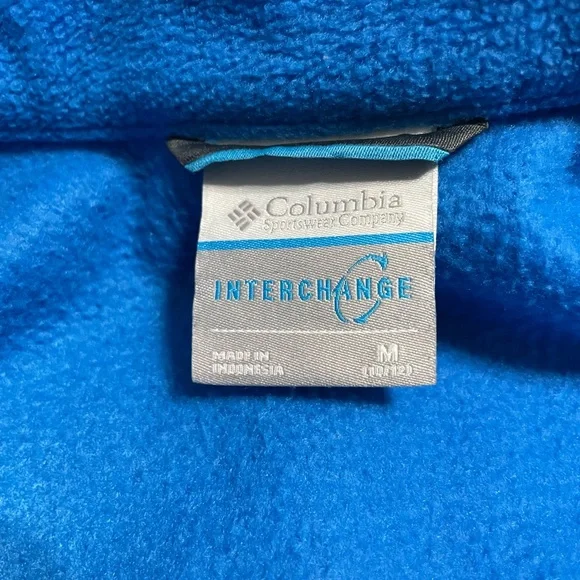 Columbia
Sportswear Company
INTERCHANGE
MADE IN
INDONESIA
M
(10/12)